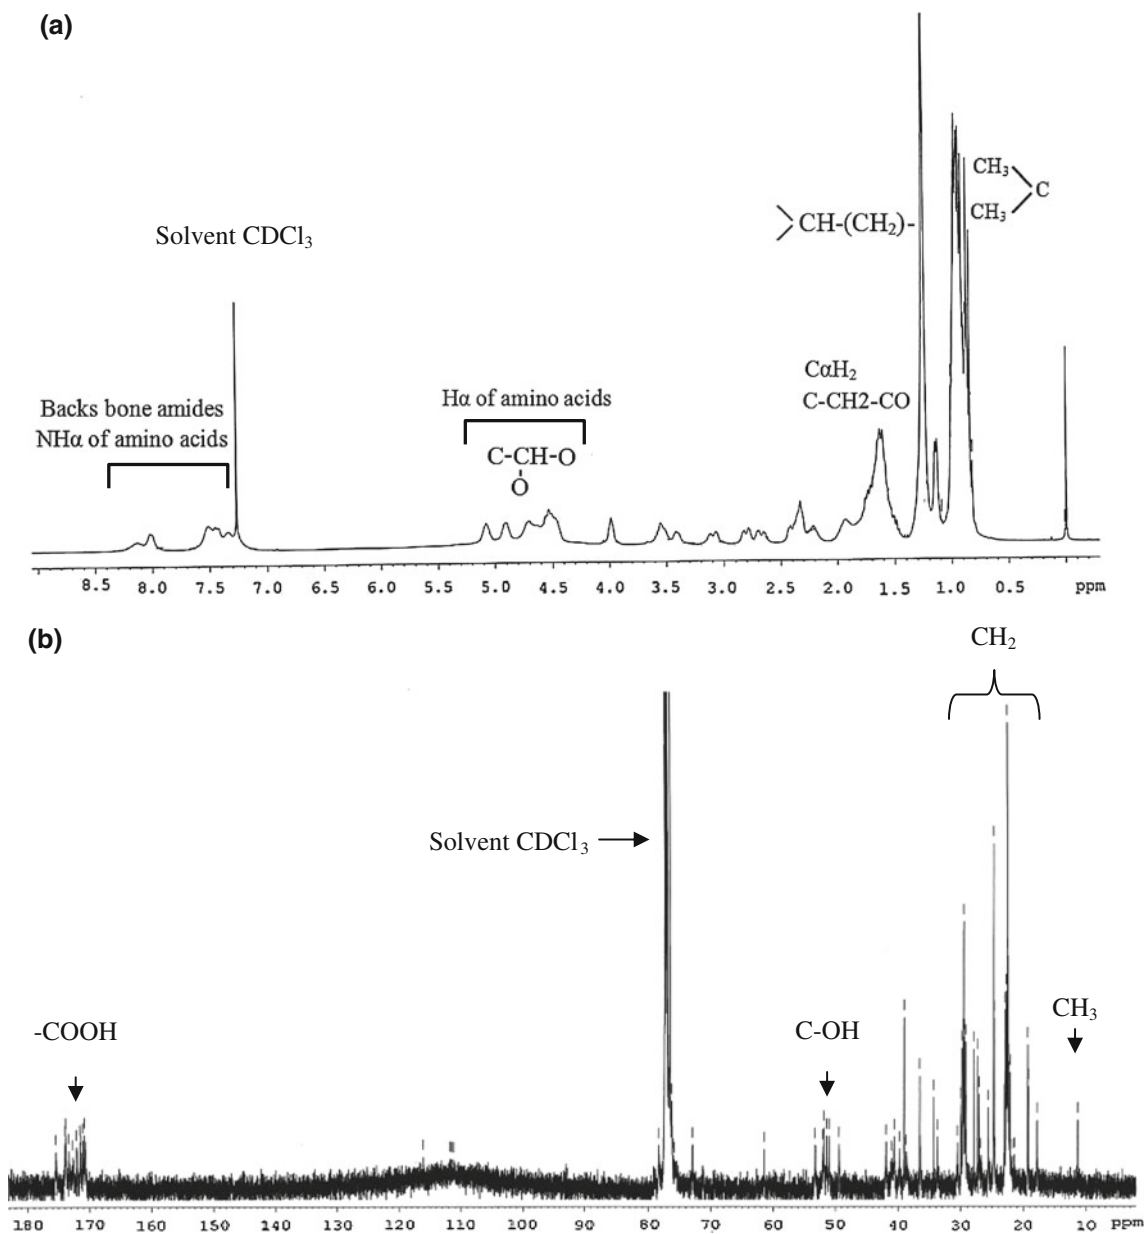 (a)
CH₃
C
CH₃
CH-(CH₂)-
Solvent CDCl₃
CαH₂
C-CH2-CO
Hα of amino acids
Backs bone amides
NHα of amino acids
C-CH-O
O
8.5 8.0 7.5 7.0 6.5 6.0 5.5 5.0 4.5 4.0 3.5 3.0 2.5 2.0 1.5 1.0 0.5 ppm
(b)
CH₂
Solvent CDCl₃
CH₃
-COOH
C-OH
180 170 160 150 140 130 120 110 100 90 80 70 60 50 40 30 20 10 ppm